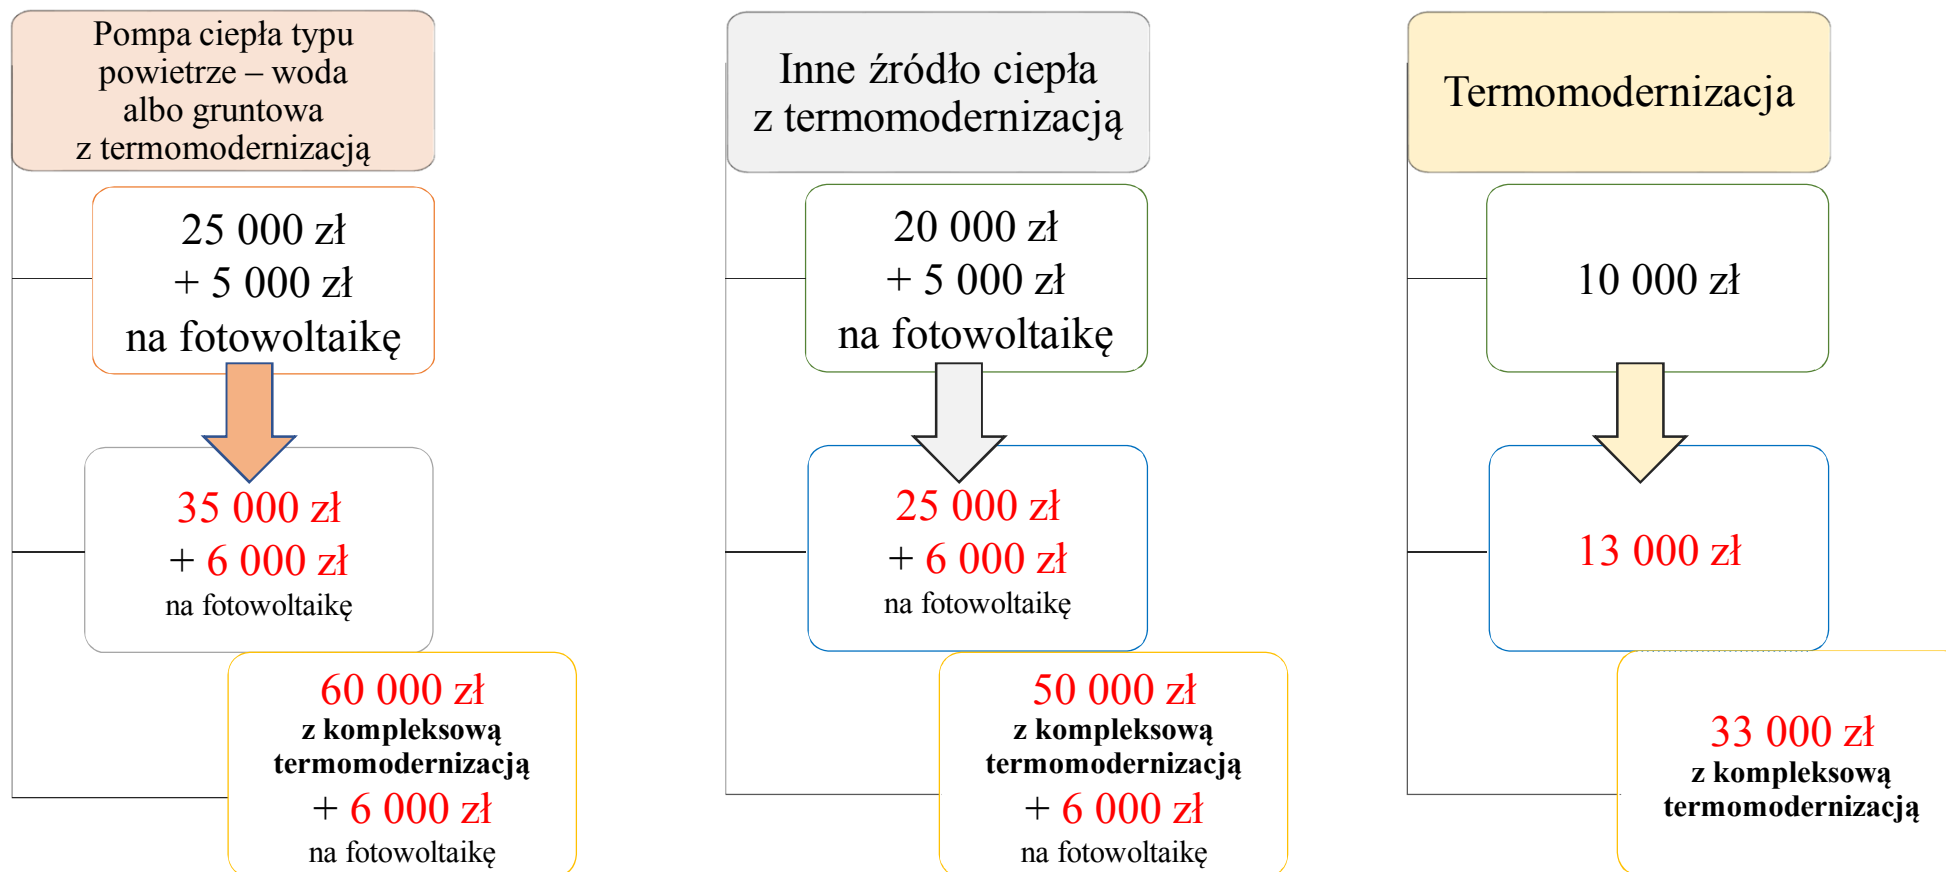 Pompa ciepła typu
powietrze – woda
albo gruntowa
z termomodernizacją
25 000 zł
+ 5 000 zł
na fotowoltaikę
35 000 zł
+ 6 000 zł
na fotowoltaikę
60 000 zł
z kompleksową
termomodernizacją
+ 6 000 zł
na fotowoltaikę
Inne źródło ciepła
z termomodernizacją
20 000 zł
+ 5 000 zł
na fotowoltaikę
25 000 zł
+ 6 000 zł
na fotowoltaikę
50 000 zł
z kompleksową
termomodernizacją
+ 6 000 zł
na fotowoltaikę
Termomodernizacja
10 000 zł
13 000 zł
33 000 zł
z kompleksową
termomodernizacją